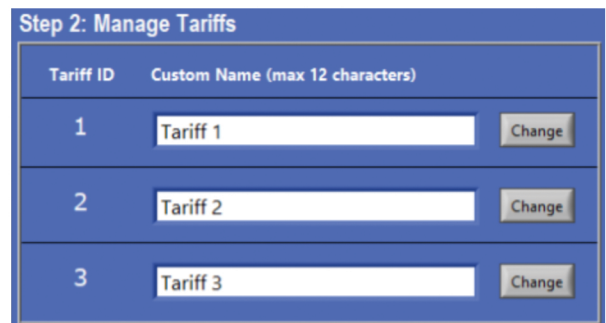 Step 2: Manage Tariffs
Tariff ID Custom Name (max 12 characters)
1 Tariff 1 Change
2 Tariff 2 Change
3 Tariff 3 Change